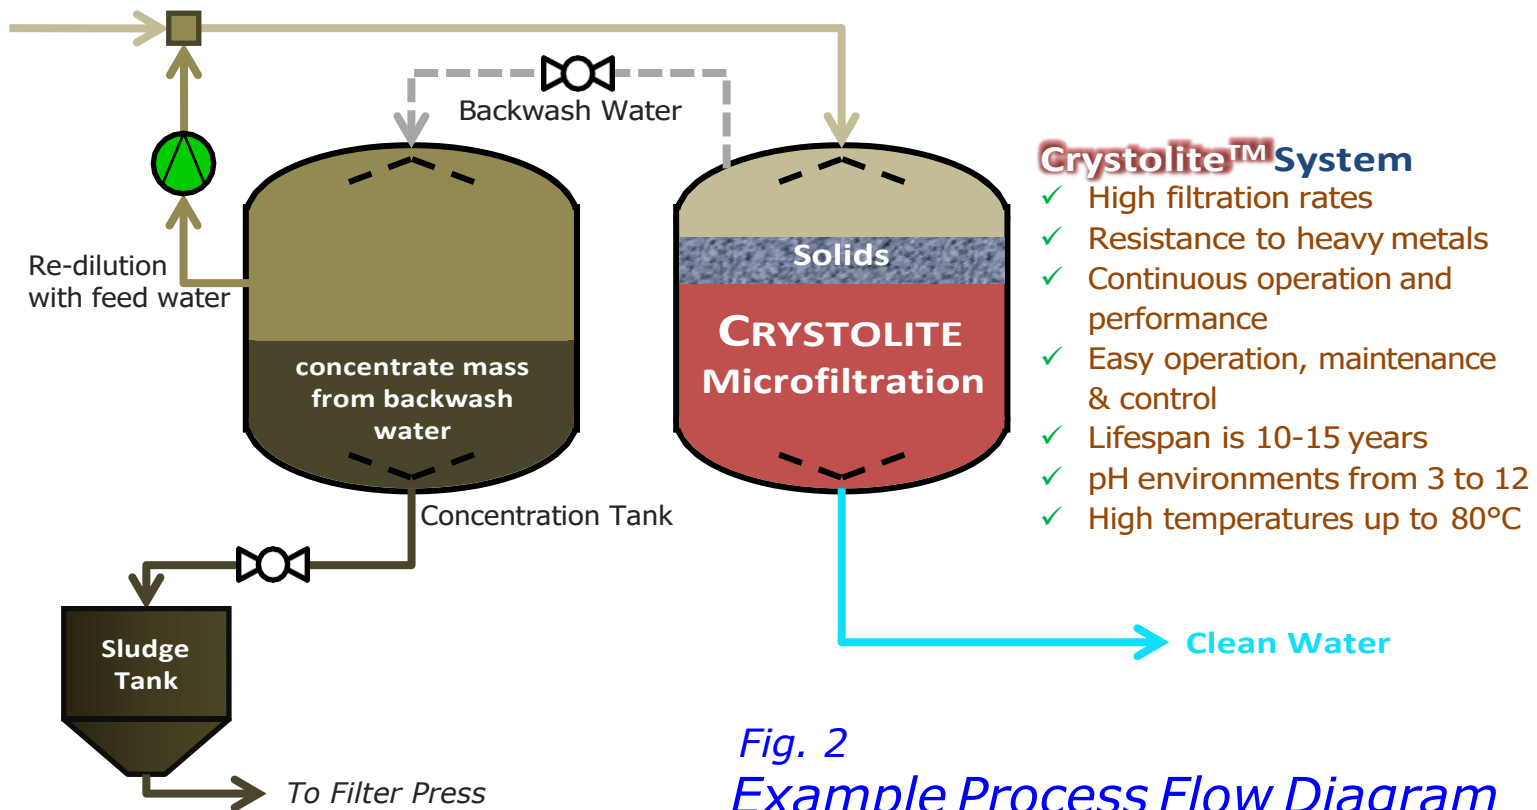 Backwash Water
Re-dilution
with feed water
concentrate mass
from backwash
water
Concentration Tank
Sludge
Tank
To Filter Press
Solids
CRYSTOLITE
Microfiltration
Clean Water
Crystolite™ System
✓ High filtration rates
✓ Resistance to heavy metals
✓ Continuous operation and
performance
✓ Easy operation, maintenance
& control
✓ Lifespan is 10-15 years
✓ pH environments from 3 to 12
✓ High temperatures up to 80°C
Fig. 2
Example Process Flow Diagram